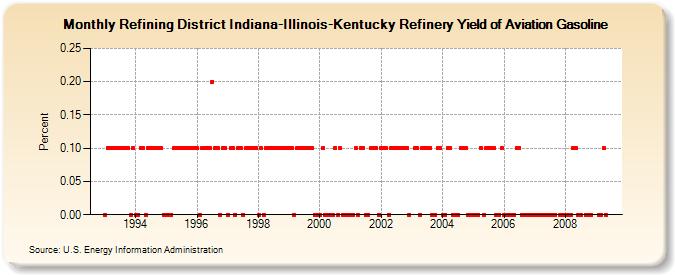 Monthly Refining District Indiana-Illinois-Kentucky Refinery Yield of Aviation Gasoline
Percent
0.25
0.20
0.15
0.10
0.05
0.00
1994 1996 1998 2000 2002 2004 2006 2008
Source: U.S. Energy Information Administration